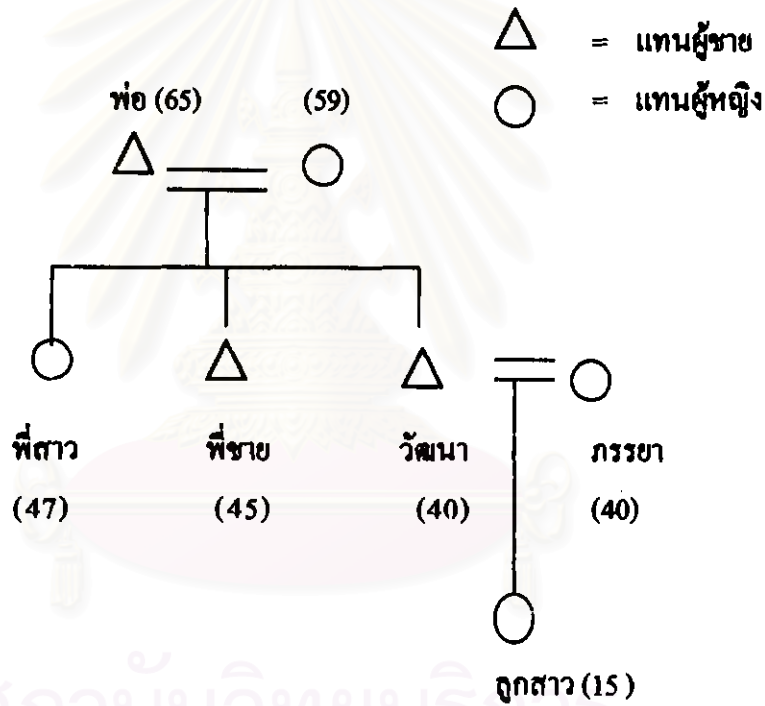 = แทนผู้ชาย
= แทนผู้หญิง
พ่อ (65) (59)
พี่สาว พี่ชาย วัฒนา ภรรยา
(47) (45) (40) (40)
ลูกสาว (15)